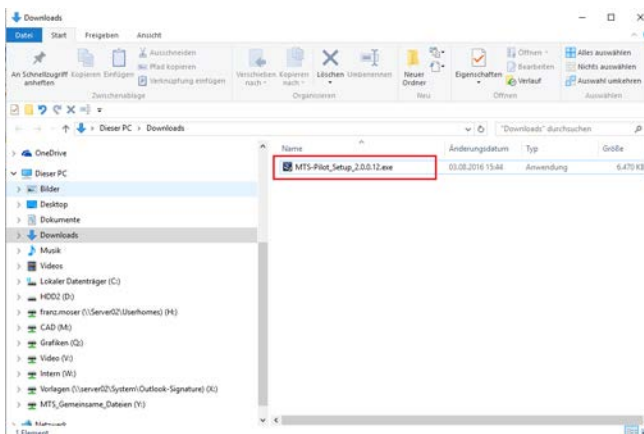 Downloads
Datei Start Freigeben Ansicht
An Schnellzugriff anheften
Kopieren
Einfügen
Ausschneiden
Pfad kopieren
Verknüpfung einfügen
Verschieben nach
Kopieren nach
Löschen
Umbenennen
Neuer Ordner
Eigenschaften
Öffnen
Bearbeiten
Verlauf
Alles auswählen
Nichts auswählen
Auswahl umkehren
Zwischenablage Organisieren Neu Öffnen Auswählen
Dieser PC > Downloads
"Downloads" durchsuchen
Name Änderungsdatum Typ Größe
MTS-Pilot_Setup_2.0.0.12.exe 03.08.2016 15:44 Anwendung 6.470 KB
OneDrive
Dieser PC
Bilder
Desktop
Dokumente
Downloads
Musik
Videos
Lokaler Datenträger (C:)
HDD2 (D:)
franz.moser (\\Server02\Userhomes) (H:)
CAD (M:)
Grafiken (Q:)
Video (V:)
Intern (W:)
Vorlagen (\\server02\System\Outlook-Signature) (X:)
MTS_Gemeinsame_Dateien (Y:)
Netzwerk
1 Element